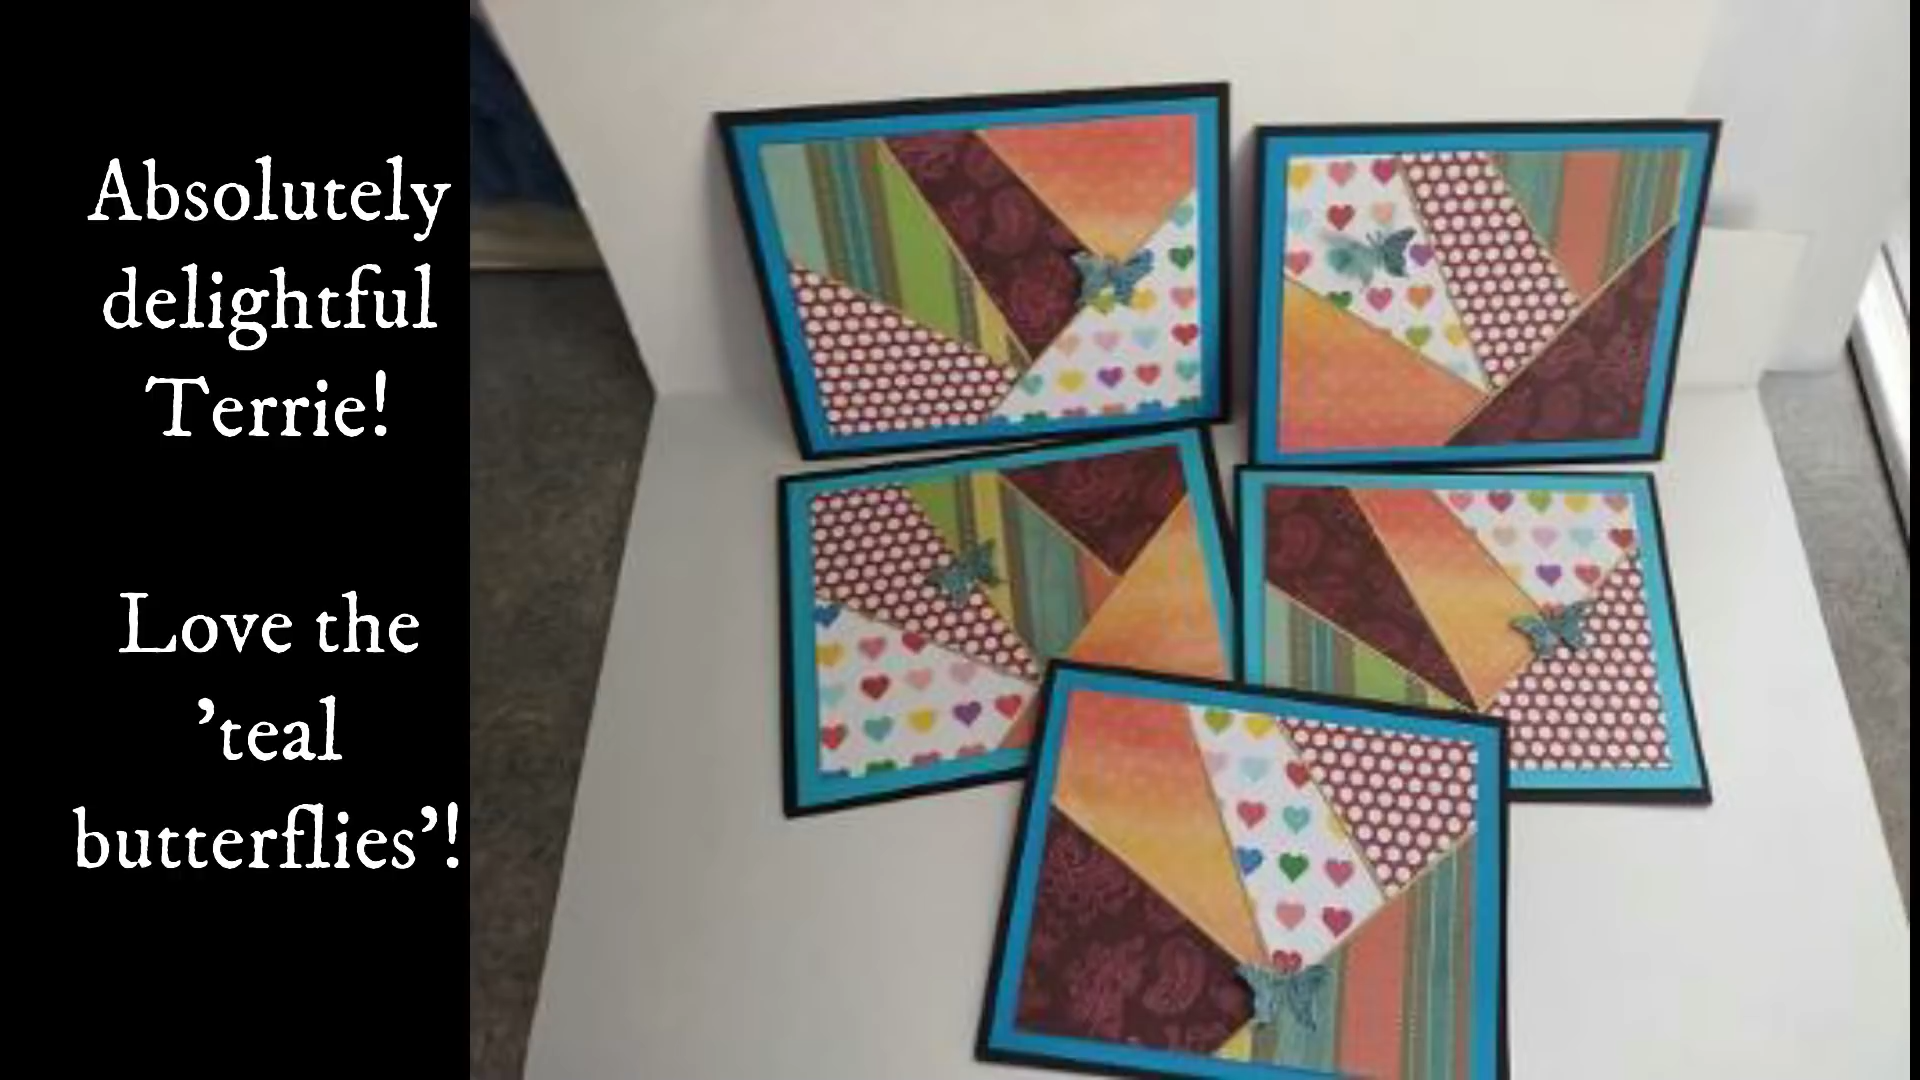 Absolutely
delightful
Terrie!
Love the
'teal
butterflies'!